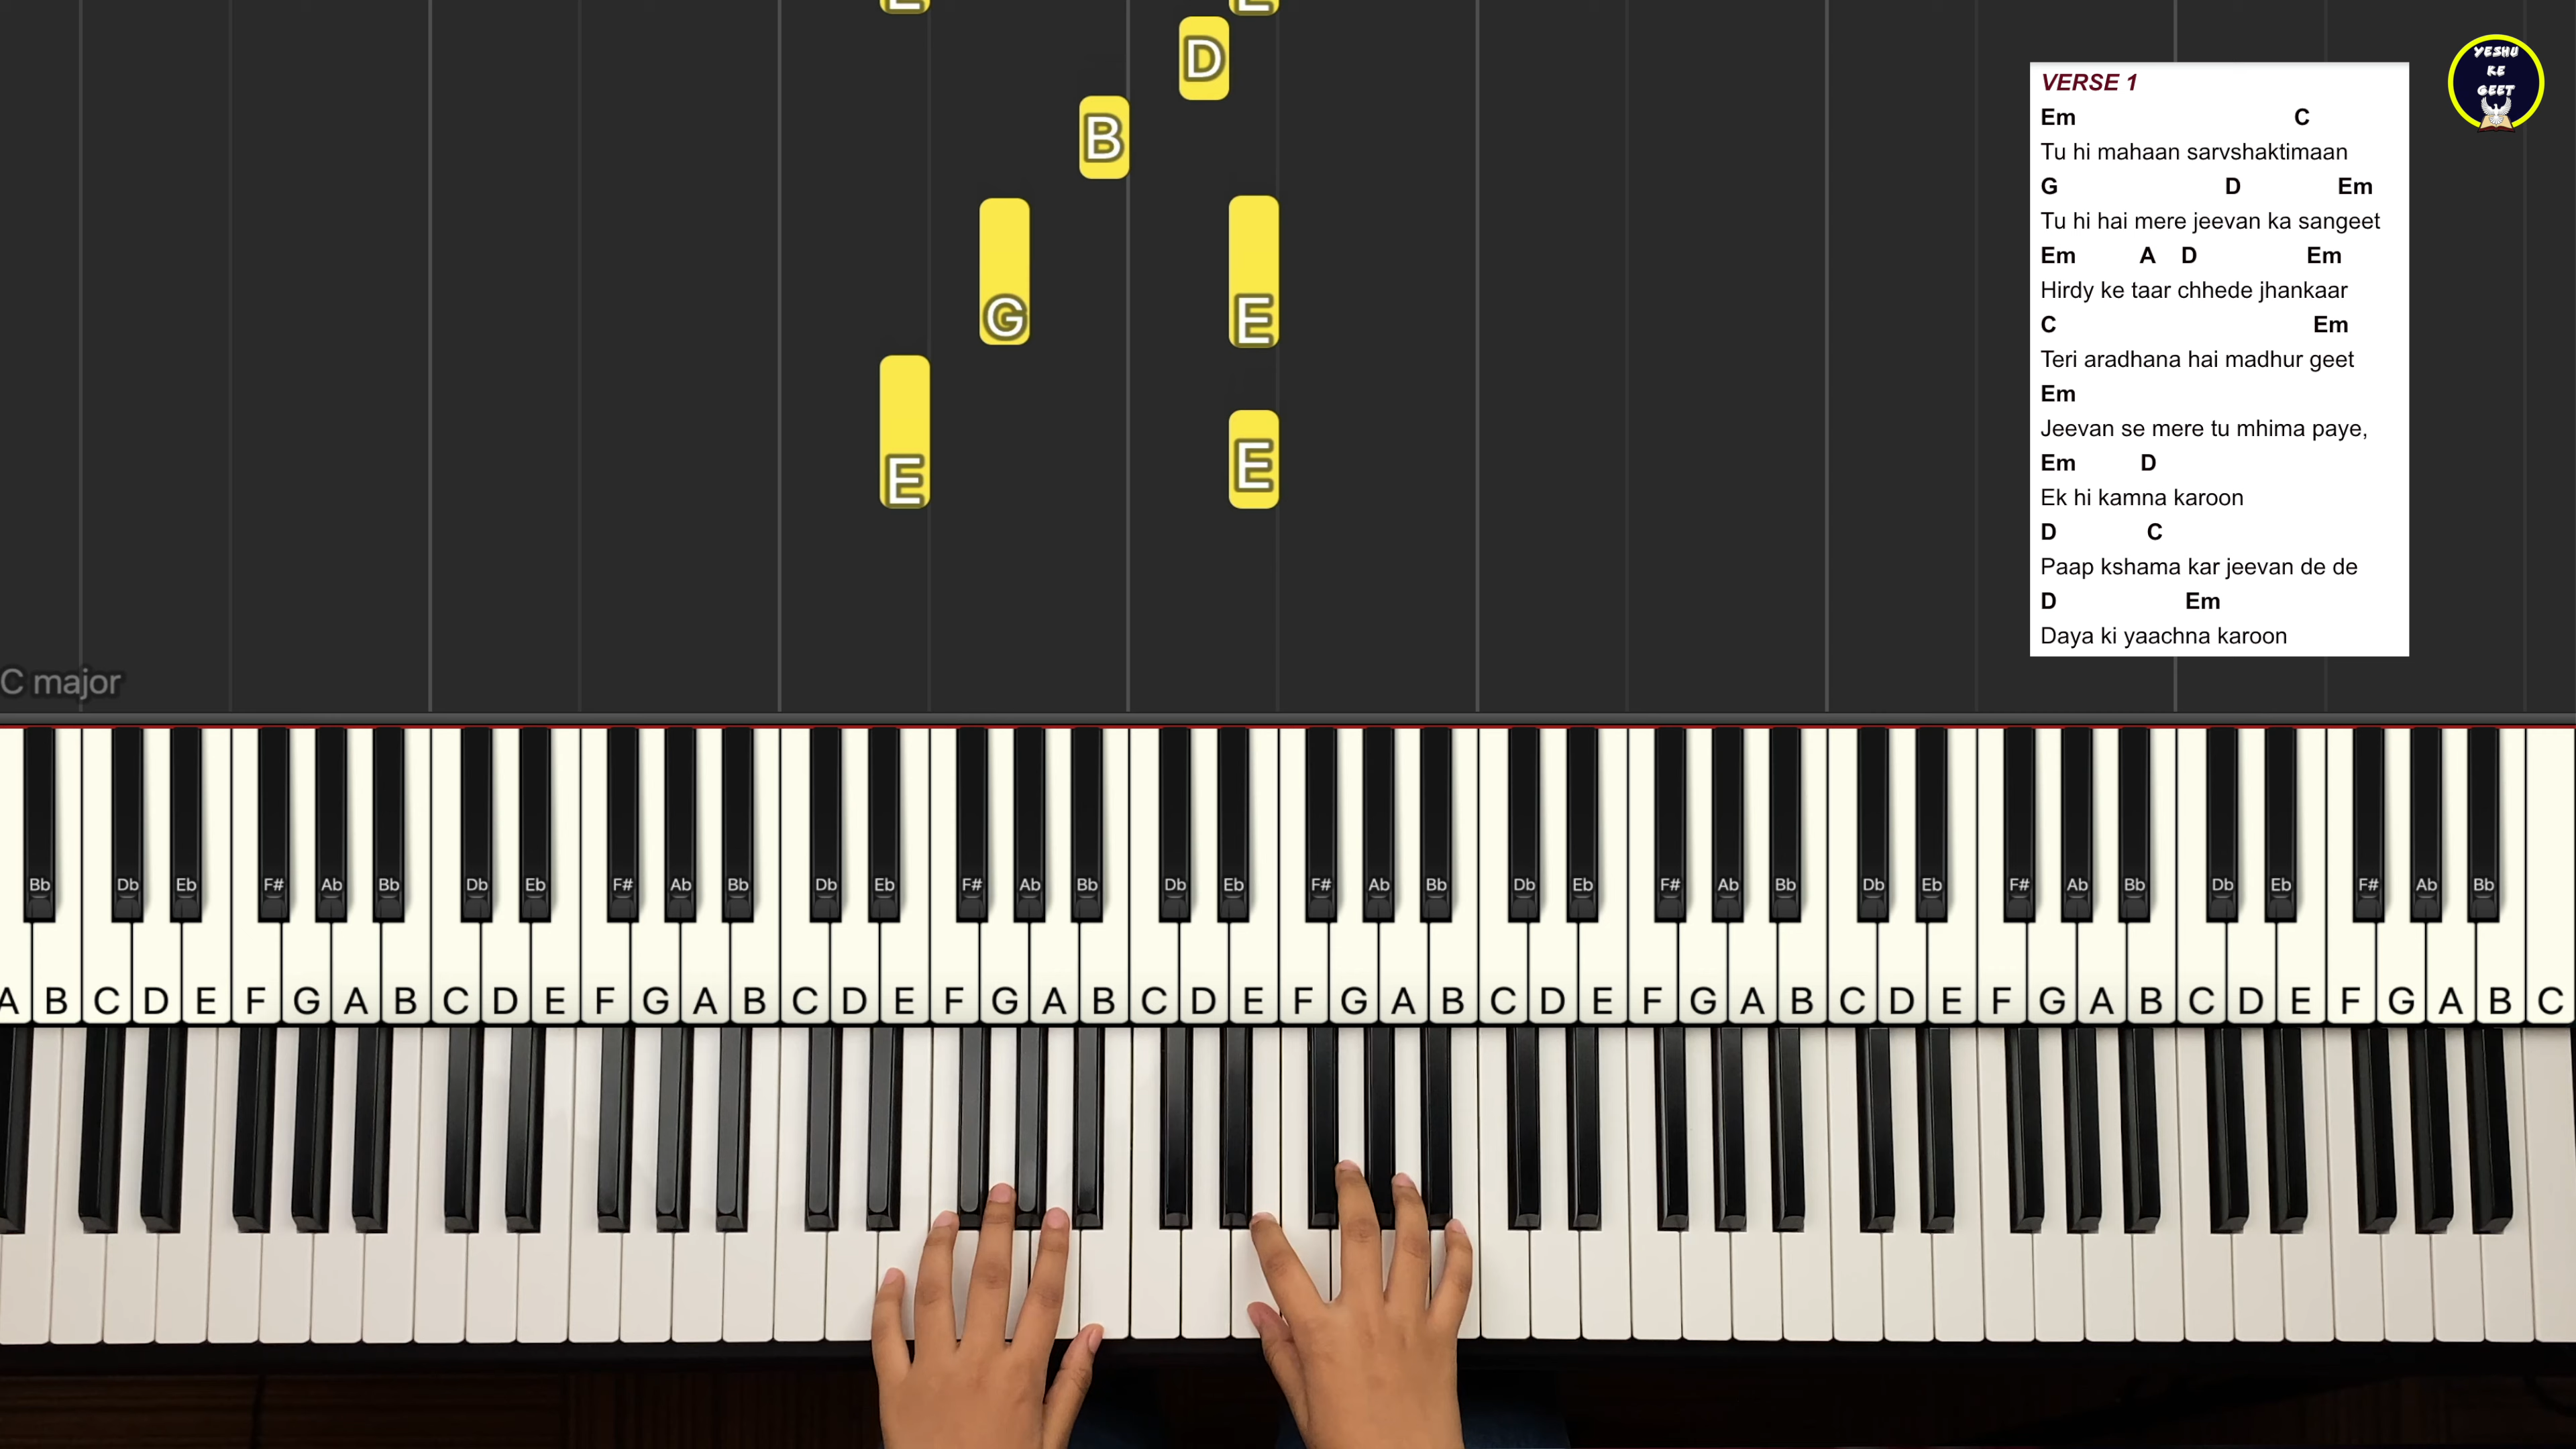 E E
D
B
G E
E E
VERSE 1
Em C
Tu hi mahaan sarvshaktimaan
G D Em
Tu hi hai mere jeevan ka sangeet
Em A D Em
Hirdy ke taar chhede jhankaar
C Em
Teri aradhana hai madhur geet
Em
Jeevan se mere tu mhima paye,
Em D
Ek hi kamna karoon
D C
Paap kshama kar jeevan de de
D Em
Daya ki yaachna karoon
YESHU
KE
GEET
C major
Bb Db Eb F# Ab Bb Db Eb F# Ab Bb Db Eb F# Ab Bb Db Eb F# Ab Bb Db Eb F# Ab Bb Db Eb F# Ab Bb Db Eb F# Ab Bb
A B C D E F G A B C D E F G A B C D E F G A B C D E F G A B C D E F G A B C D E F G A B C D E F G A B C